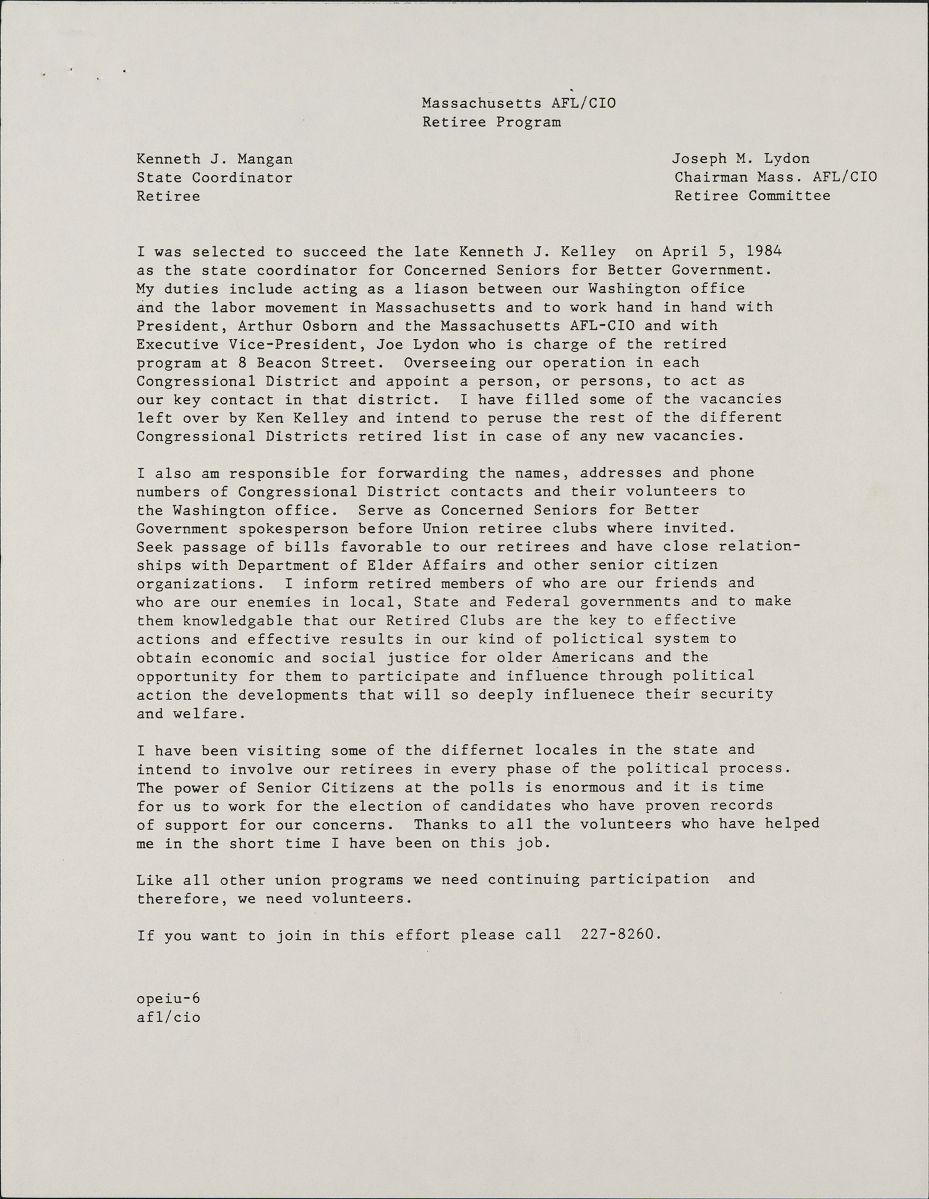 Massachusetts AFL/CIO
Retiree Program
Kenneth J. Mangan
State Coordinator
Retiree
Joseph M. Lydon
Chairman Mass. AFL/CIO
Retiree Committee
I was selected to succeed the late Kenneth J. Kelley  on April 5, 1984
as the state coordinator for Concerned Seniors for Better Government.
My duties include acting as a liason between our Washington office
and the labor movement in Massachusetts and to work hand in hand with
President, Arthur Osborn and the Massachusetts AFL-CIO and with
Executive Vice-President, Joe Lydon who is charge of the retired
program at 8 Beacon Street.  Overseeing our operation in each
Congressional District and appoint a person, or persons, to act as
our key contact in that district.  I have filled some of the vacancies
left over by Ken Kelley and intend to peruse the rest of the different
Congressional Districts retired list in case of any new vacancies.
I also am responsible for forwarding the names, addresses and phone
numbers of Congressional District contacts and their volunteers to
the Washington office.  Serve as Concerned Seniors for Better
Government spokesperson before Union retiree clubs where invited.
Seek passage of bills favorable to our retirees and have close relation-
ships with Department of Elder Affairs and other senior citizen
organizations.  I inform retired members of who are our friends and
who are our enemies in local, State and Federal governments and to make
them knowledgable that our Retired Clubs are the key to effective
actions and effective results in our kind of polictical system to
obtain economic and social justice for older Americans and the
opportunity for them to participate and influence through political
action the developments that will so deeply influenece their security
and welfare.
I have been visiting some of the differnet locales in the state and
intend to involve our retirees in every phase of the political process.
The power of Senior Citizens at the polls is enormous and it is time
for us to work for the election of candidates who have proven records
of support for our concerns.  Thanks to all the volunteers who have helped
me in the short time I have been on this job.
Like all other union programs we need continuing participation  and
therefore, we need volunteers.
If you want to join in this effort please call  227-8260.
opeiu-6
afl/cio